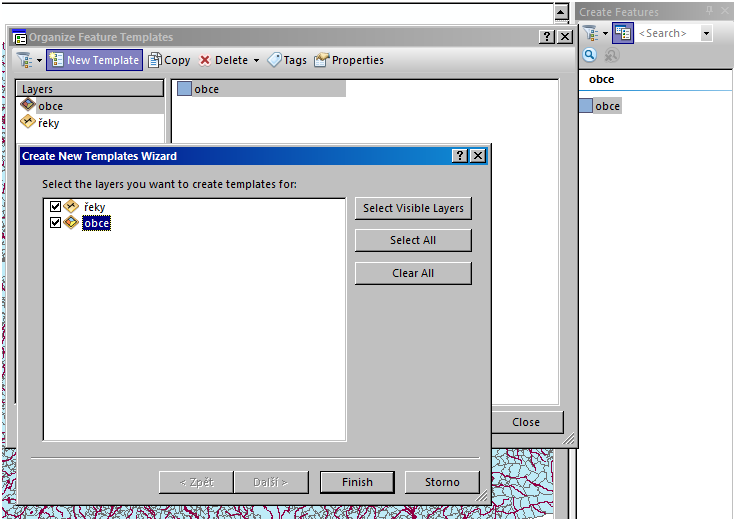 Create Features
Organize Feature Templates
New Template Copy Delete Tags Properties
<Search>
Layers
obce
řeky
obce
obce
obce
Create New Templates Wizard
Select the layers you want to create templates for:
řeky
obce
Select Visible Layers
Select All
Clear All
Close
< Zpět
Další >
Finish
Storno